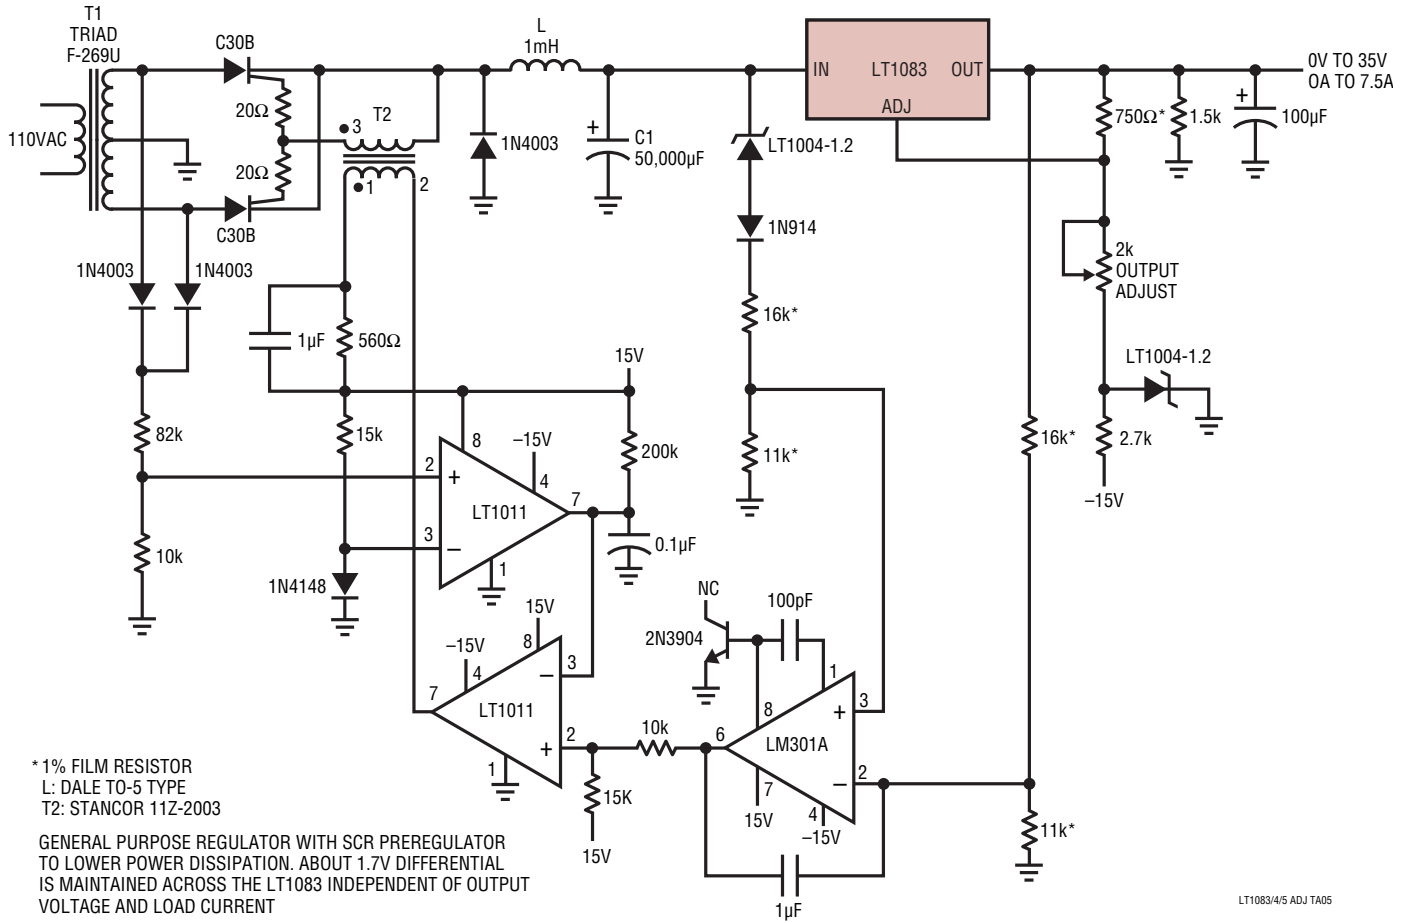 T1
TRIAD
F-269U
110VAC
C30B
20Ω
20Ω
C30B
T2
3
1
2
L
1mH
1N4003
+
C1
50,000µF
IN
LT1083
OUT
ADJ
0V TO 35V
OA TO 7.5A
LT1004-1.2
1N914
16k*
11k*
750Ω*
1.5k
+
100µF
2k
OUTPUT
ADJUST
LT1004-1.2
16k*
2.7k
–15V
1N4003
1N4003
82k
10k
1µF
560Ω
15k
1N4148
15V
200k
0.1µF
8
–15V
4
2
+
LT1011
7
3
–
1
15V
8
–15V
4
3
–
7
LT1011
2
+
1
15K
15V
10k
NC
2N3904
100pF
1
8
3
+
6
LM301A
2
–
7
15V
4
–15V
1µF
11k*
* 1% FILM RESISTOR
L: DALE TO-5 TYPE
T2: STANCOR 11Z-2003
GENERAL PURPOSE REGULATOR WITH SCR PREREGULATOR
TO LOWER POWER DISSIPATION. ABOUT 1.7V DIFFERENTIAL
IS MAINTAINED ACROSS THE LT1083 INDEPENDENT OF OUTPUT
VOLTAGE AND LOAD CURRENT
LT1083/4/5 ADJ TA05